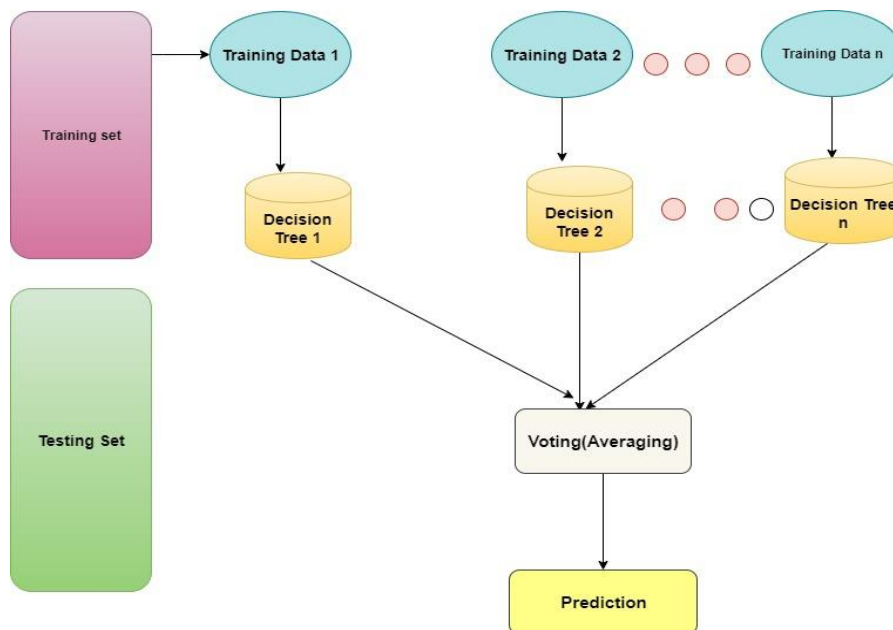 Training set
Training Data 1
Training Data 2
Training Data n
Decision
Tree 1
Decision
Tree 2
Decision Tree
n
Testing Set
Voting(Averaging)
Prediction